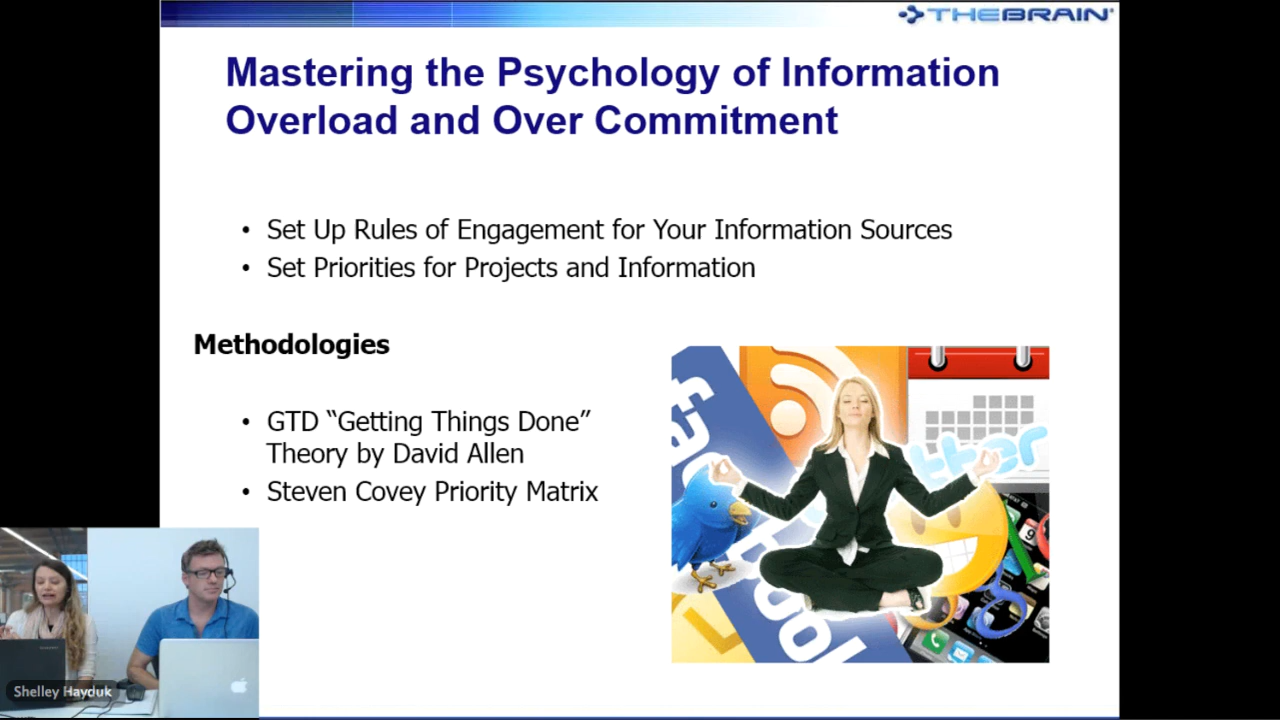 THEBRAIN
Mastering the Psychology of Information
Overload and Over Commitment
• Set Up Rules of Engagement for Your Information Sources
• Set Priorities for Projects and Information
Methodologies
• GTD “Getting Things Done”
Theory by David Allen
• Steven Covey Priority Matrix
9
Shelley Hayduk